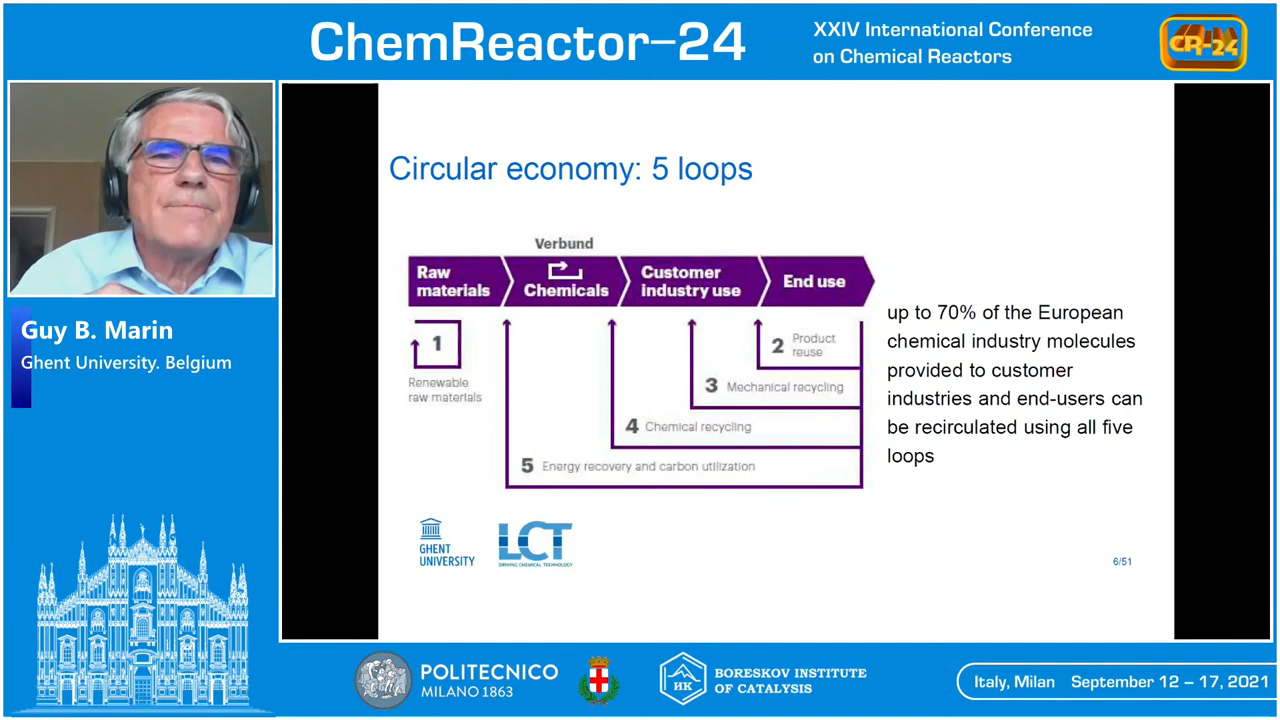 ChemReactor-24
XXIV International Conference
on Chemical Reactors
CR-24
Guy B. Marin
Ghent University. Belgium
Circular economy: 5 loops
Verbund
Raw
materials
Chemicals
Customer
industry use
End use
1
Renewable
raw materials
2 Product
reuse
3 Mechanical recycling
4 Chemical recycling
5 Energy recovery and carbon utilization
up to 70% of the European
chemical industry molecules
provided to customer
industries and end-users can
be recirculated using all five
loops
GHENT
UNIVERSITY
LCT
DRIVING CHEMICAL TECHNOLOGY
6/51
POLITECNICO
MILANO 1863
НК
BORESKOV INSTITUTE
OF CATALYSIS
Italy, Milan September 12 – 17, 2021